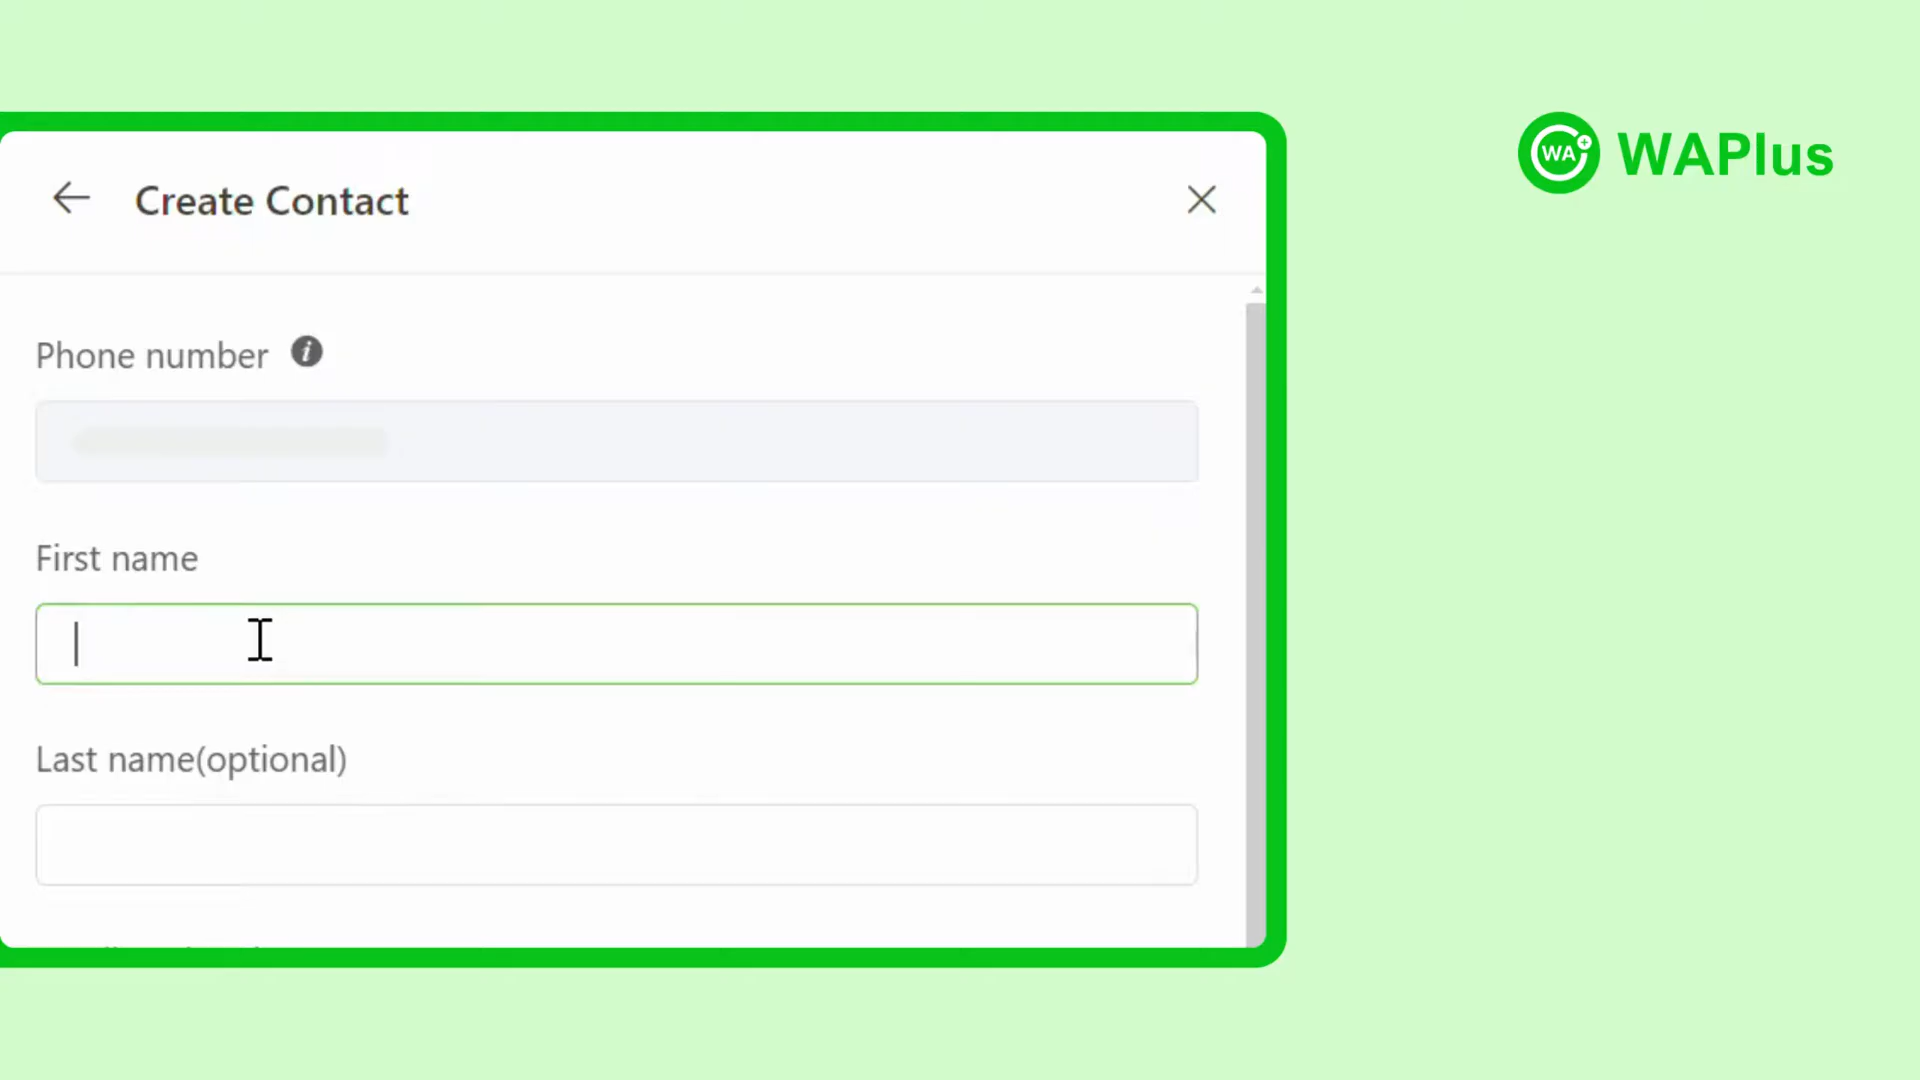 WA+ WAPlus
Create Contact
Phone number i
First name
Last name(optional)